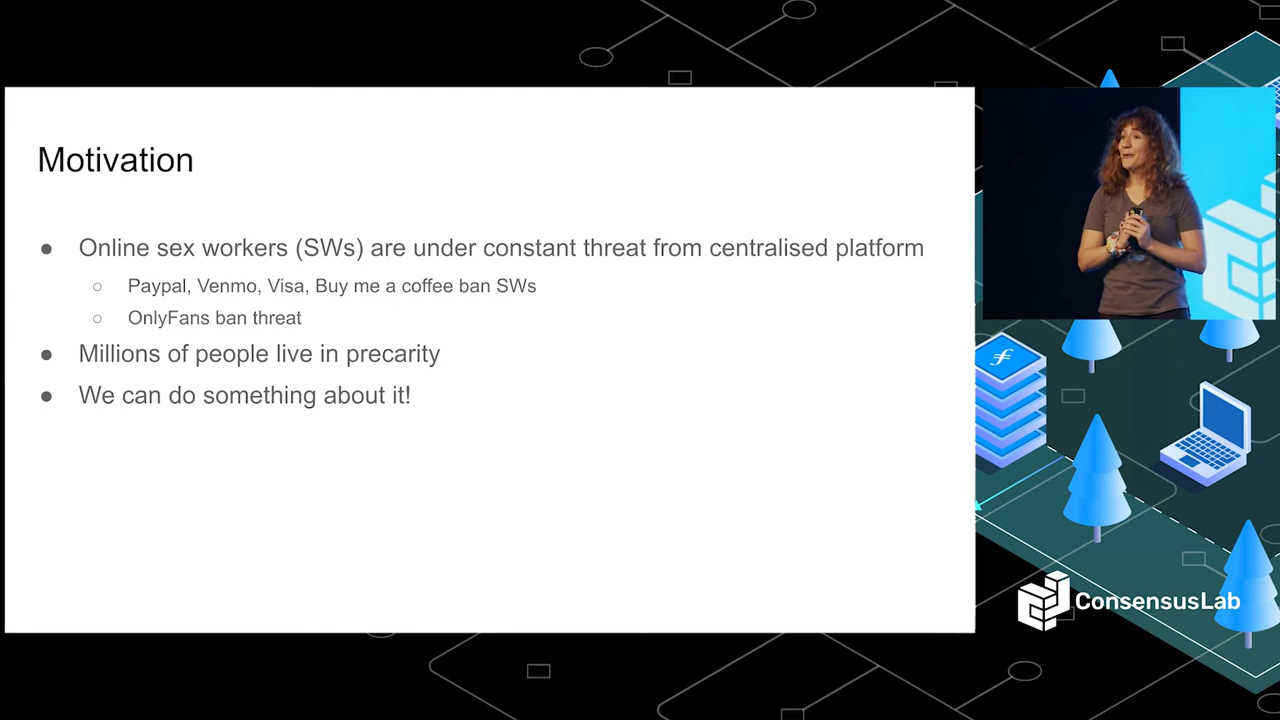 Motivation
Online sex workers (SWs) are under constant threat from centralised platform
Paypal, Venmo, Visa, Buy me a coffee ban SWs
OnlyFans ban threat
Millions of people live in precarity
We can do something about it!
ConsensusLab